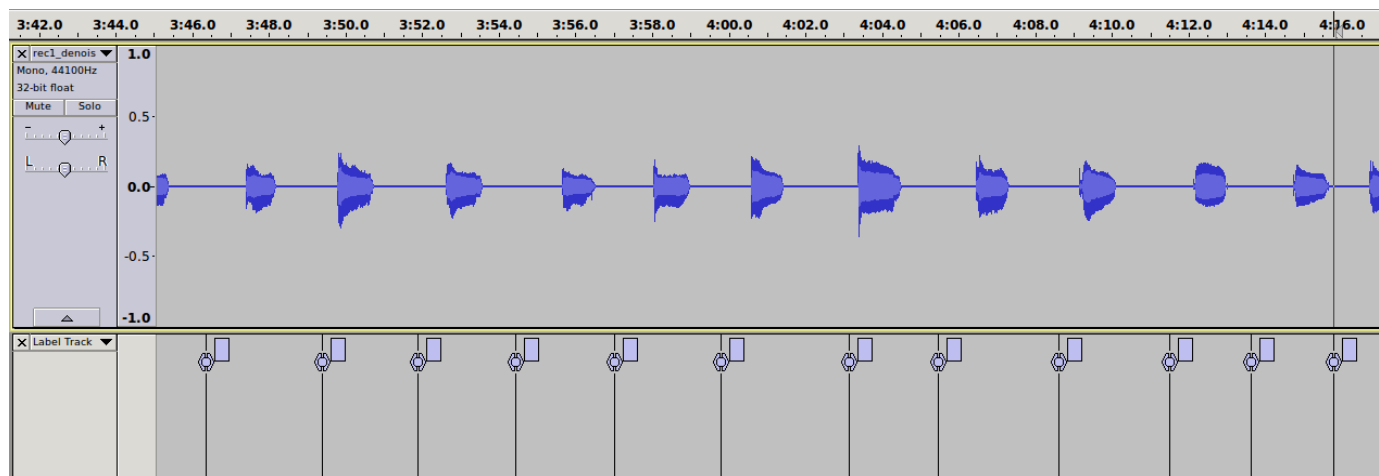 3:42.0 3:44.0 3:46.0 3:48.0 3:50.0 3:52.0 3:54.0 3:56.0 3:58.0 4:00.0 4:02.0 4:04.0 4:06.0 4:08.0 4:10.0 4:12.0 4:14.0 4:16.0
rec1_denois
Mono, 44100Hz
32-bit float
Mute Solo
- +
L R
1.0
0.5-
0.0-
-0.5-
-1.0
Label Track